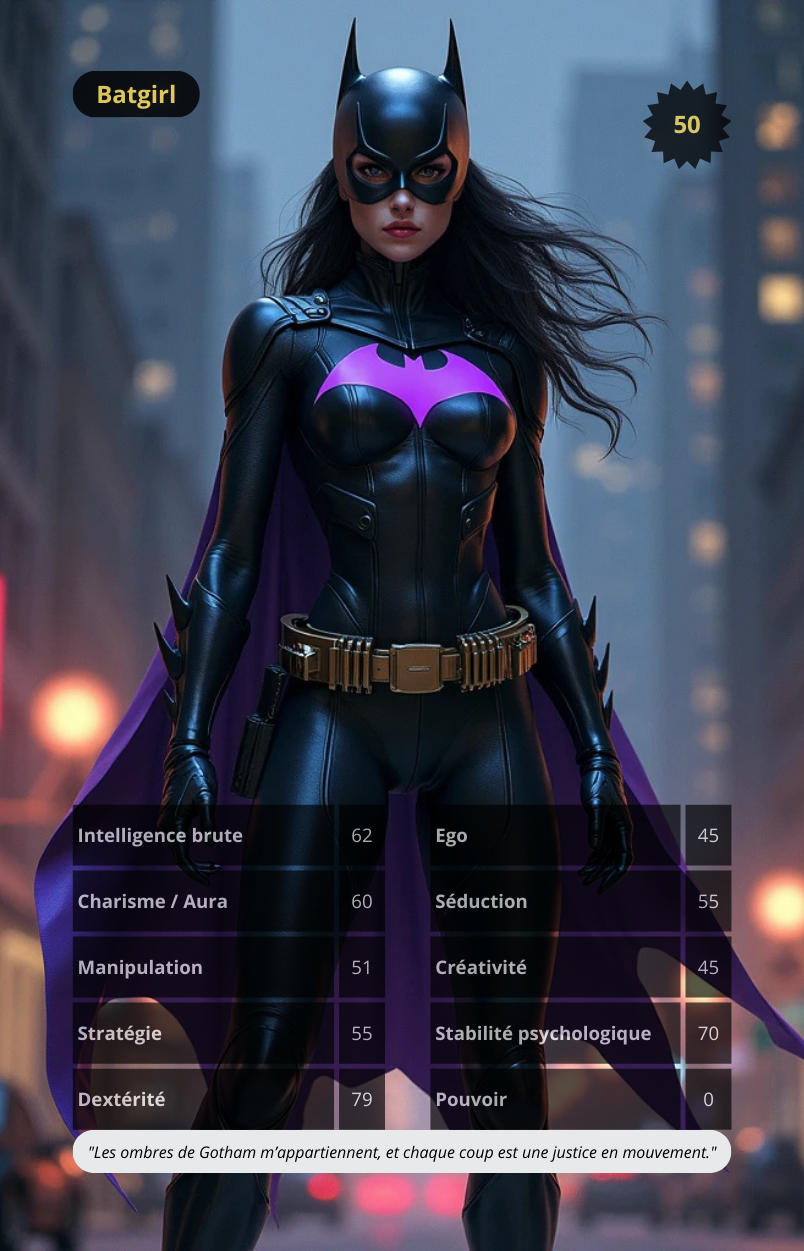 Batgirl
50
Intelligence brute 62
Ego 45
Charisme / Aura 60
Séduction 55
Manipulation 51
Créativité 45
Stratégie 55
Stabilité psychologique 70
Dextérité 79
Pouvoir 0
"Les ombres de Gotham m’appartiennent, et chaque coup est une justice en mouvement."